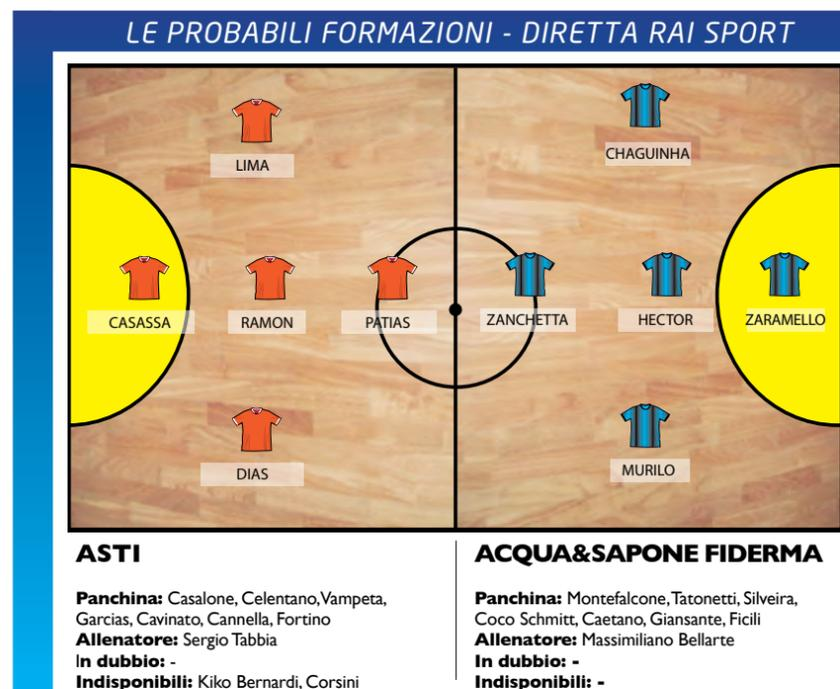 LE PROBABILI FORMAZIONI - DIRETTA RAI SPORT
LIMA
CHAGUINHA
CASASSA
RAMON
PATIAS
ZANCHETTA
HECTOR
ZARAMELLO
DIAS
MURILO
ASTI
Panchina: Casalone, Celentano,Vampeta,
Garcias, Cavinato, Cannella, Fortino
Allenatore: Sergio Tabbia
In dubbio: -
Indisponibili: Kiko Bernardi, Corsini
ACQUA&SAPONE FIDERMA
Panchina: Montefalcone,Tatonetti, Silveira,
Coco Schmitt, Caetano, Giansante, Ficili
Allenatore: Massimiliano Bellarte
In dubbio: -
Indisponibili: -